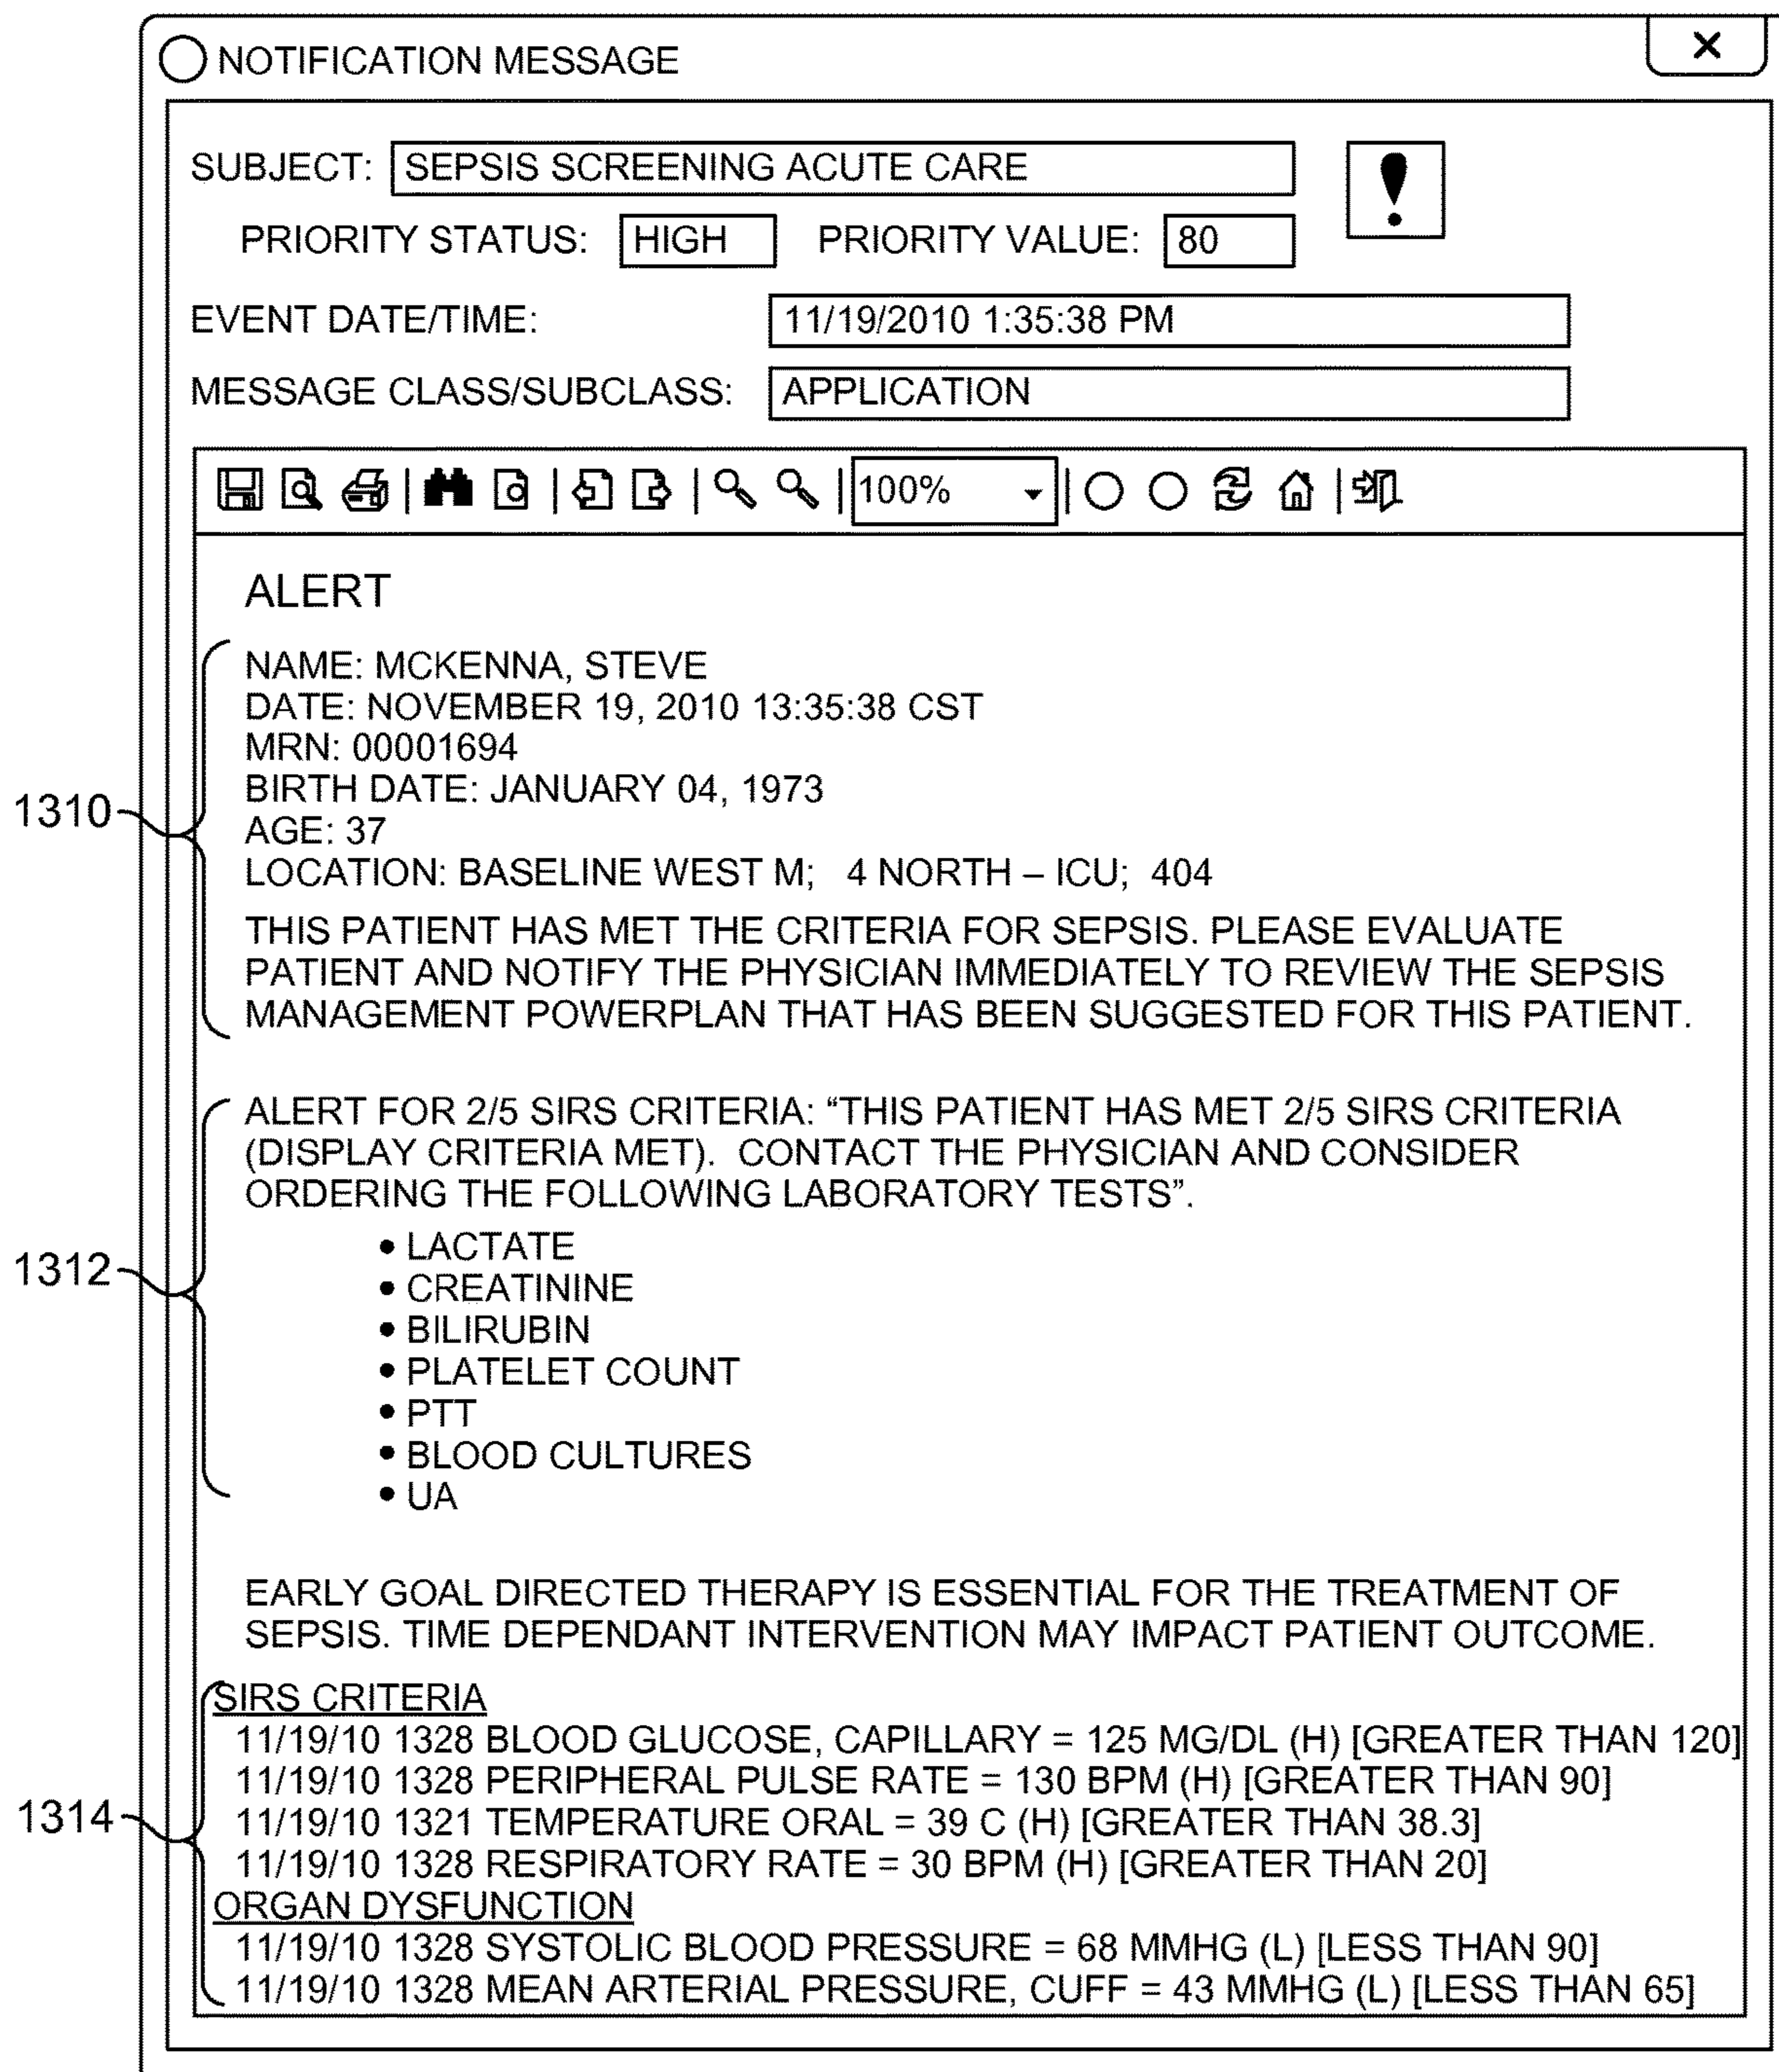 NOTIFICATION MESSAGE
X
SUBJECT: SEPSIS SCREENING ACUTE CARE
!
PRIORITY STATUS: HIGH PRIORITY VALUE: 80
EVENT DATE/TIME: 11/19/2010 1:35:38 PM
MESSAGE CLASS/SUBCLASS: APPLICATION
100%
ALERT
1310
NAME: MCKENNA, STEVE
DATE: NOVEMBER 19, 2010 13:35:38 CST
MRN: 00001694
BIRTH DATE: JANUARY 04, 1973
AGE: 37
LOCATION: BASELINE WEST M; 4 NORTH – ICU; 404
THIS PATIENT HAS MET THE CRITERIA FOR SEPSIS. PLEASE EVALUATE
PATIENT AND NOTIFY THE PHYSICIAN IMMEDIATELY TO REVIEW THE SEPSIS
MANAGEMENT POWERPLAN THAT HAS BEEN SUGGESTED FOR THIS PATIENT.
1312
ALERT FOR 2/5 SIRS CRITERIA: “THIS PATIENT HAS MET 2/5 SIRS CRITERIA
(DISPLAY CRITERIA MET). CONTACT THE PHYSICIAN AND CONSIDER
ORDERING THE FOLLOWING LABORATORY TESTS”.
• LACTATE
• CREATININE
• BILIRUBIN
• PLATELET COUNT
• PTT
• BLOOD CULTURES
• UA
EARLY GOAL DIRECTED THERAPY IS ESSENTIAL FOR THE TREATMENT OF
SEPSIS. TIME DEPENDANT INTERVENTION MAY IMPACT PATIENT OUTCOME.
1314
SIRS CRITERIA
11/19/10 1328 BLOOD GLUCOSE, CAPILLARY = 125 MG/DL (H) [GREATER THAN 120]
11/19/10 1328 PERIPHERAL PULSE RATE = 130 BPM (H) [GREATER THAN 90]
11/19/10 1321 TEMPERATURE ORAL = 39 C (H) [GREATER THAN 38.3]
11/19/10 1328 RESPIRATORY RATE = 30 BPM (H) [GREATER THAN 20]
ORGAN DYSFUNCTION
11/19/10 1328 SYSTOLIC BLOOD PRESSURE = 68 MMHG (L) [LESS THAN 90]
11/19/10 1328 MEAN ARTERIAL PRESSURE, CUFF = 43 MMHG (L) [LESS THAN 65]